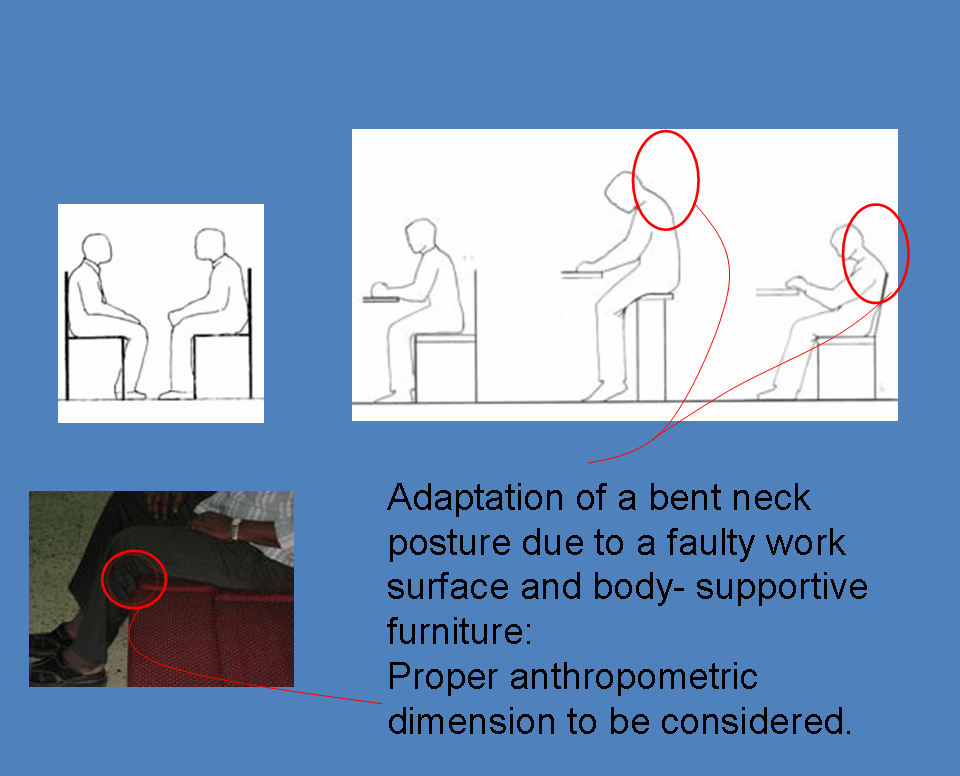 Adaptation of a bent neck
posture due to a faulty work
surface and body- supportive
furniture:
Proper anthropometric
dimension to be considered.